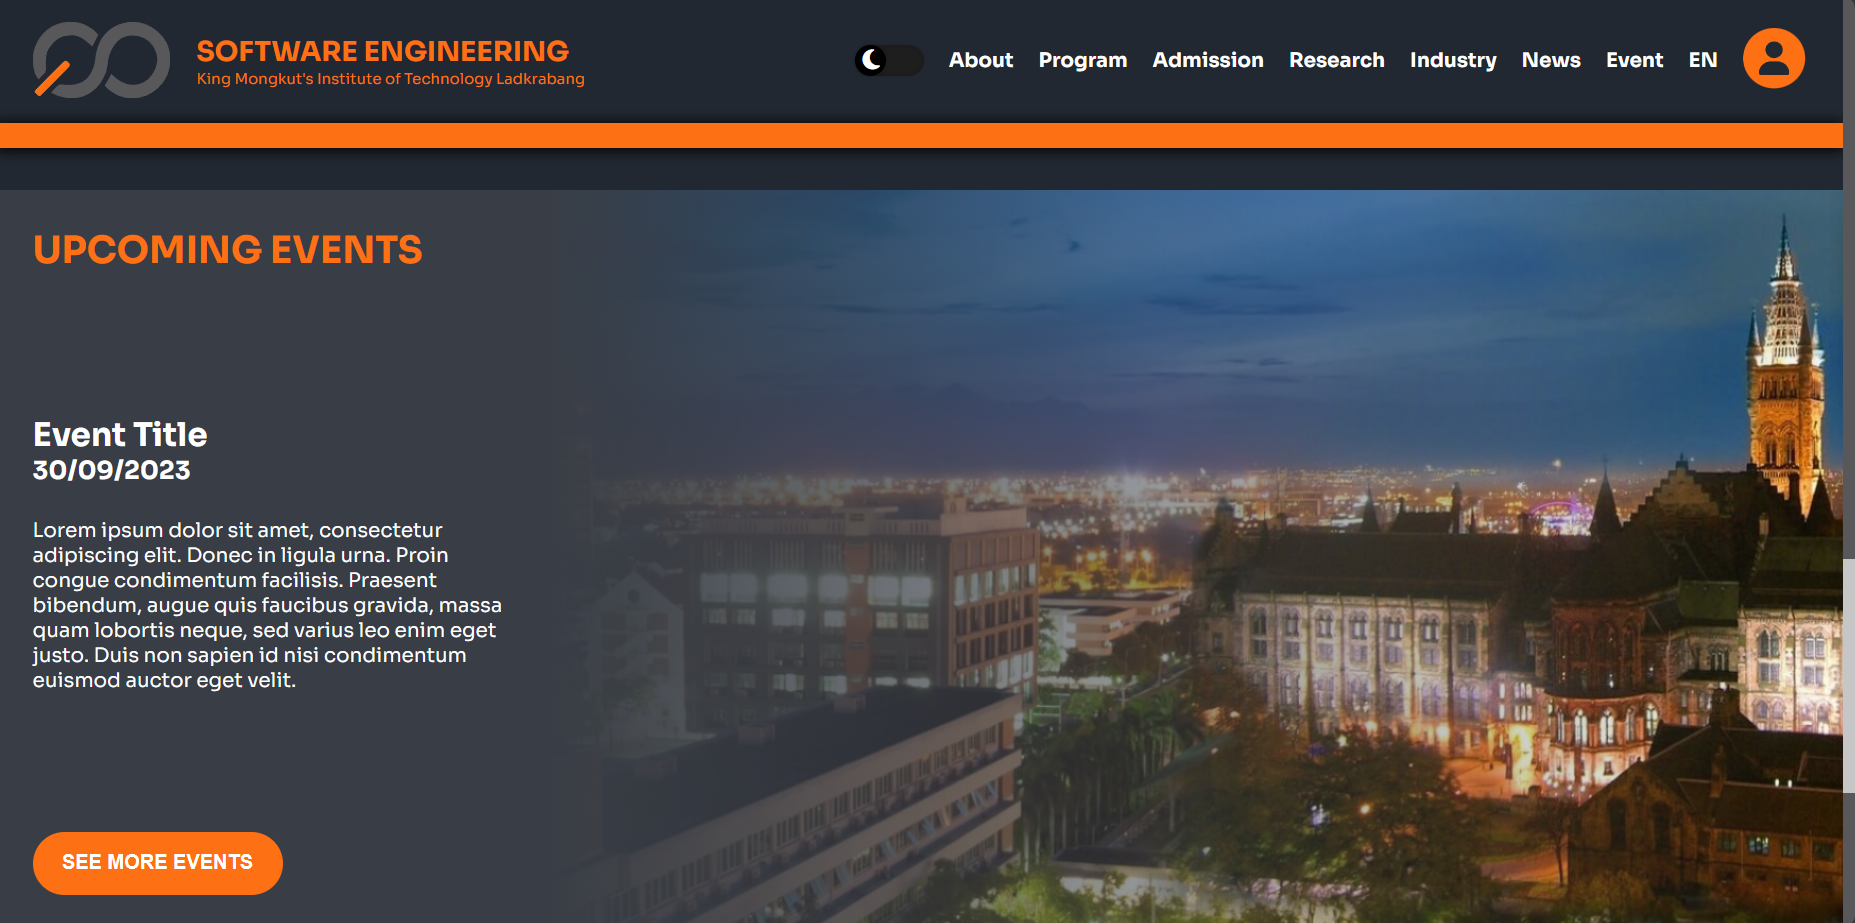 SOFTWARE ENGINEERING
King Mongkut's Institute of Technology Ladkrabang
About Program Admission Research Industry News Event EN
UPCOMING EVENTS
Event Title
30/09/2023
Lorem ipsum dolor sit amet, consectetur
adipiscing elit. Donec in ligula urna. Proin
congue condimentum facilisis. Praesent
bibendum, augue quis faucibus gravida, massa
quam lobortis neque, sed varius leo enim eget
justo. Duis non sapien id nisi condimentum
euismod auctor eget velit.
SEE MORE EVENTS